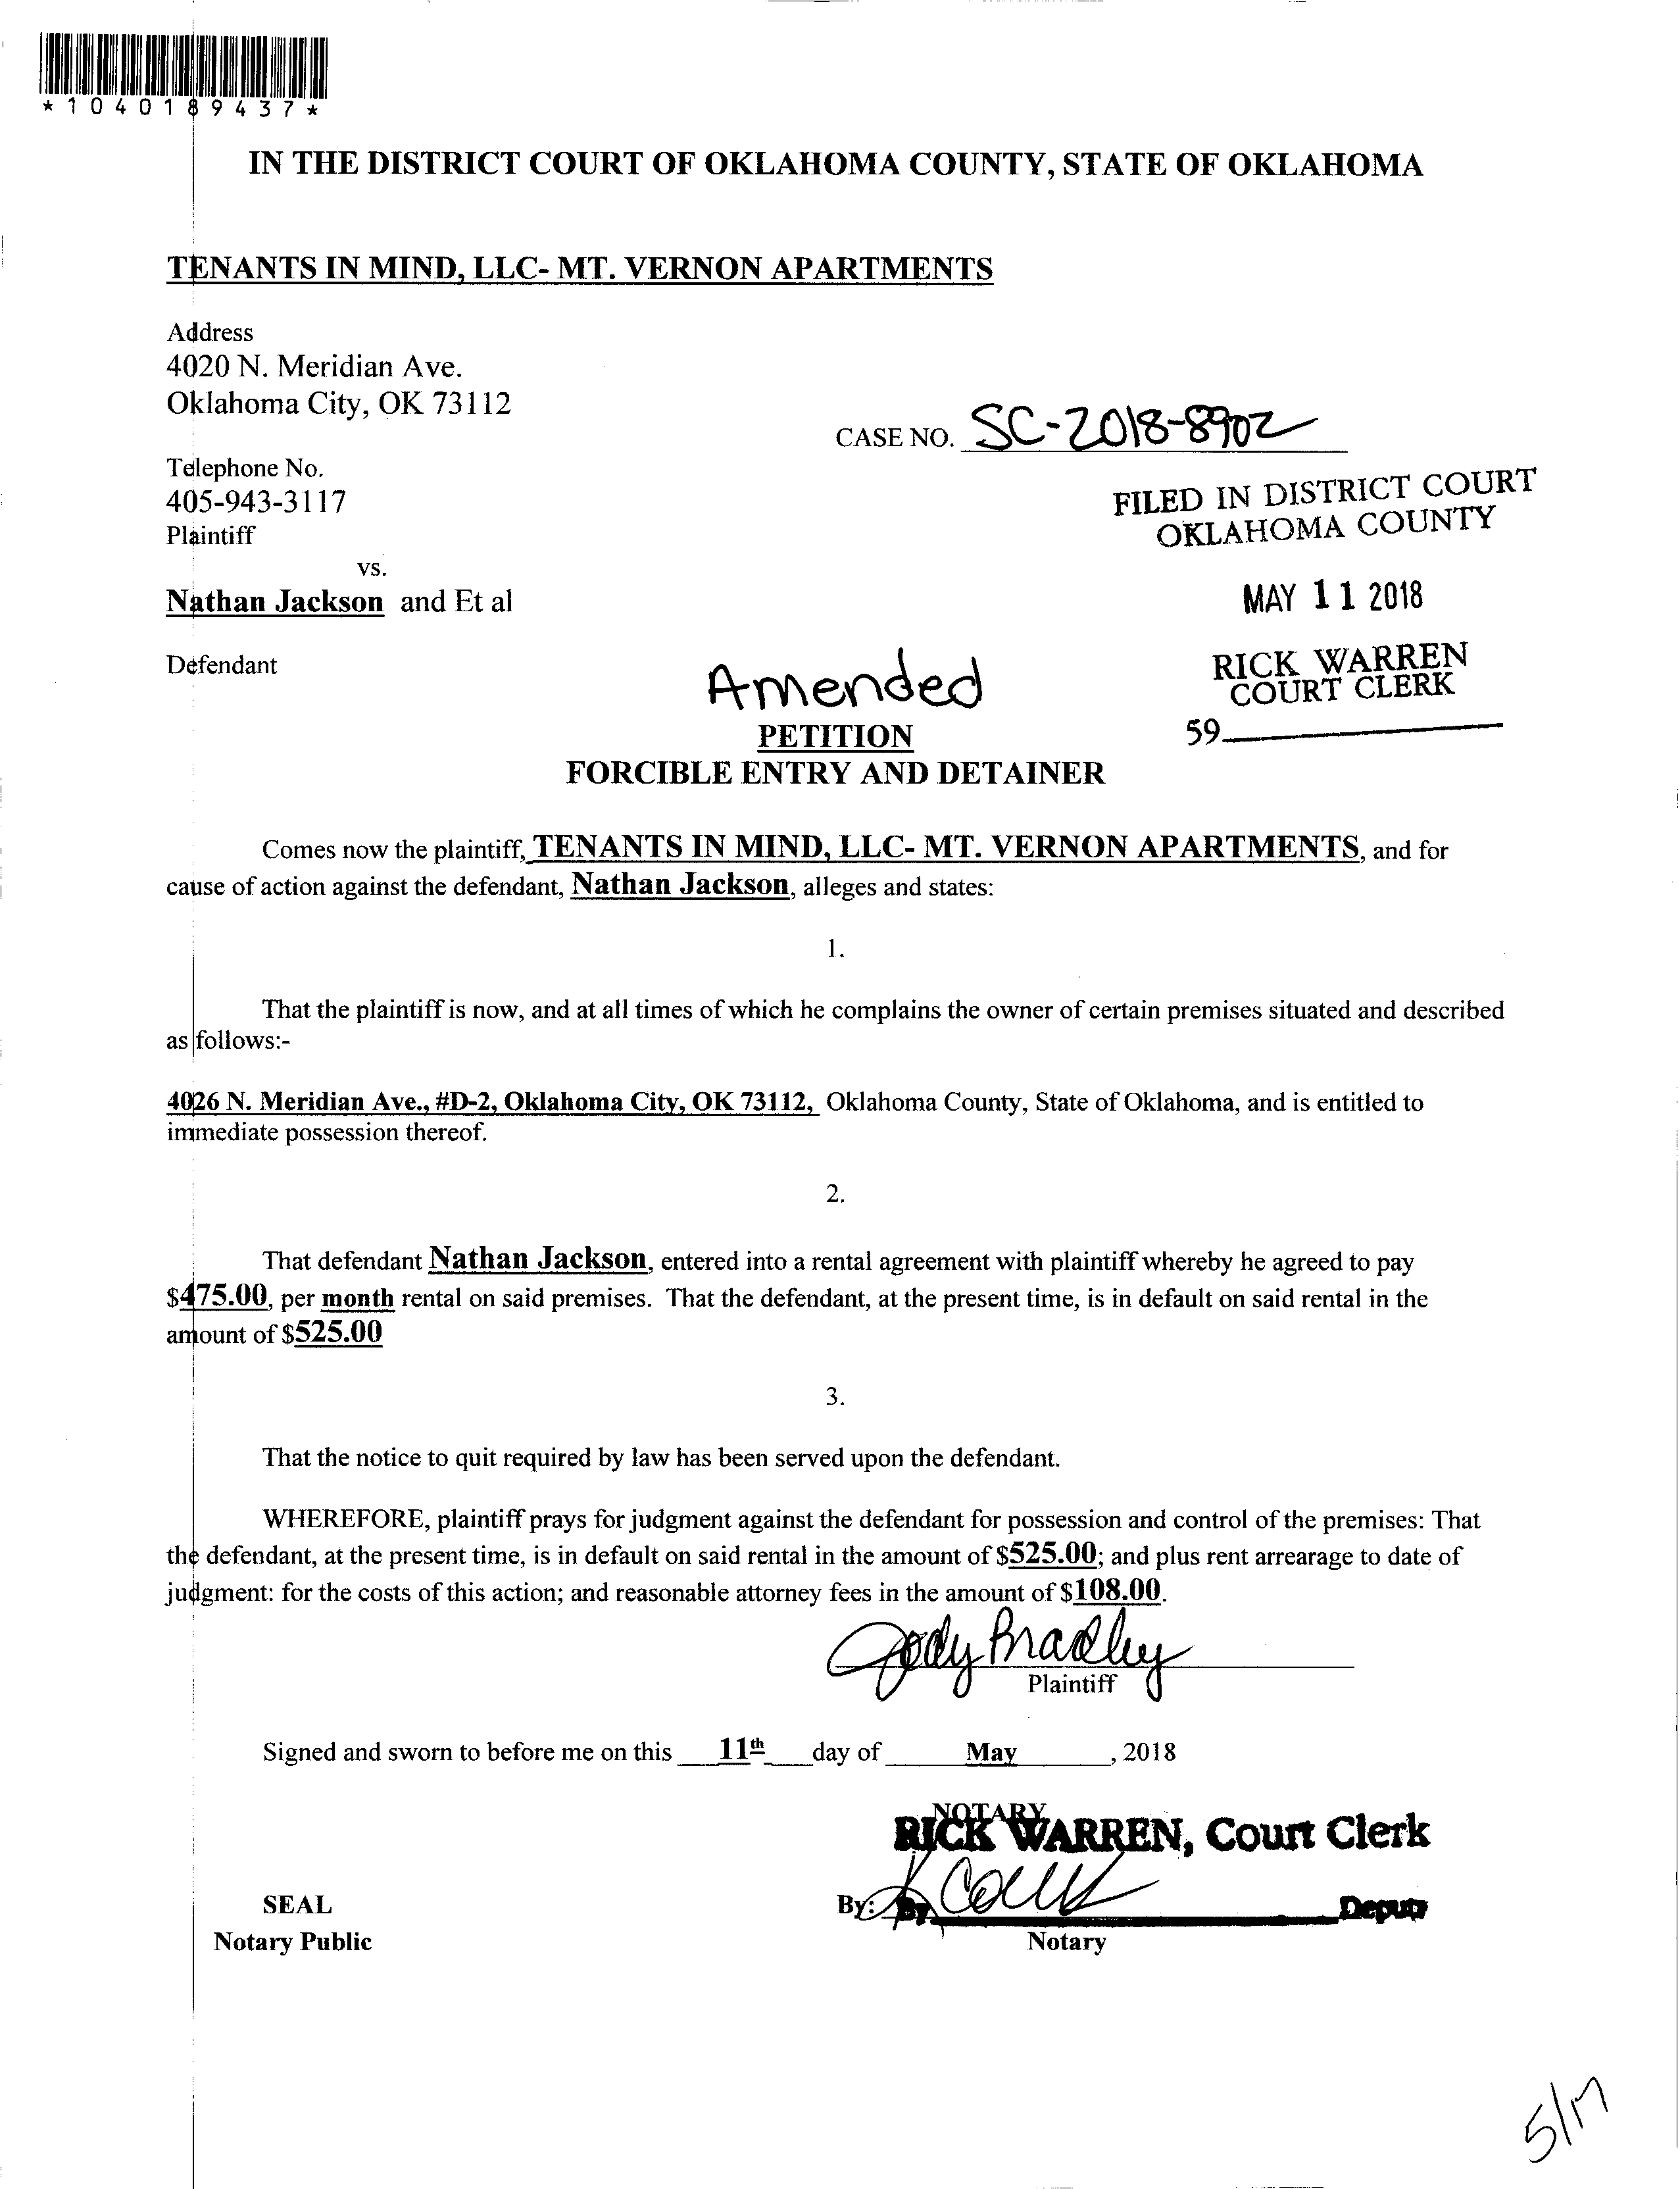 *1040189437*
IN THE DISTRICT COURT OF OKLAHOMA COUNTY, STATE OF OKLAHOMA
TENANTS IN MIND, LLC- MT. VERNON APARTMENTS
Address
4020 N. Meridian Ave.
Oklahoma City, OK 73112
CASE NO. SC-2018-8902
Telephone No.
405-943-3117
Plaintiff
FILED IN DISTRICT COURT
OKLAHOMA COUNTY
vs.
Nathan Jackson and Et al
MAY 11 2018
Defendant
RICK WARREN
COURT CLERK
59
Amended
PETITION
FORCIBLE ENTRY AND DETAINER
Comes now the plaintiff, TENANTS IN MIND, LLC- MT. VERNON APARTMENTS, and for
cause of action against the defendant, Nathan Jackson, alleges and states:
1.
That the plaintiff is now, and at all times of which he complains the owner of certain premises situated and described
as follows:-
4026 N. Meridian Ave., #D-2, Oklahoma City, OK 73112, Oklahoma County, State of Oklahoma, and is entitled to
immediate possession thereof.
2.
That defendant Nathan Jackson, entered into a rental agreement with plaintiff whereby he agreed to pay
$475.00, per month rental on said premises. That the defendant, at the present time, is in default on said rental in the
amount of $525.00
3.
That the notice to quit required by law has been served upon the defendant.
WHEREFORE, plaintiff prays for judgment against the defendant for possession and control of the premises: That
the defendant, at the present time, is in default on said rental in the amount of $525.00; and plus rent arrearage to date of
judgment: for the costs of this action; and reasonable attorney fees in the amount of $108.00.
Jody Bradley
Plaintiff
Signed and sworn to before me on this 11th day of May, 2018
NOTARY
RICK WARREN, Court Clerk
SEAL
By: By Deputy
Notary Public
Notary
5/17